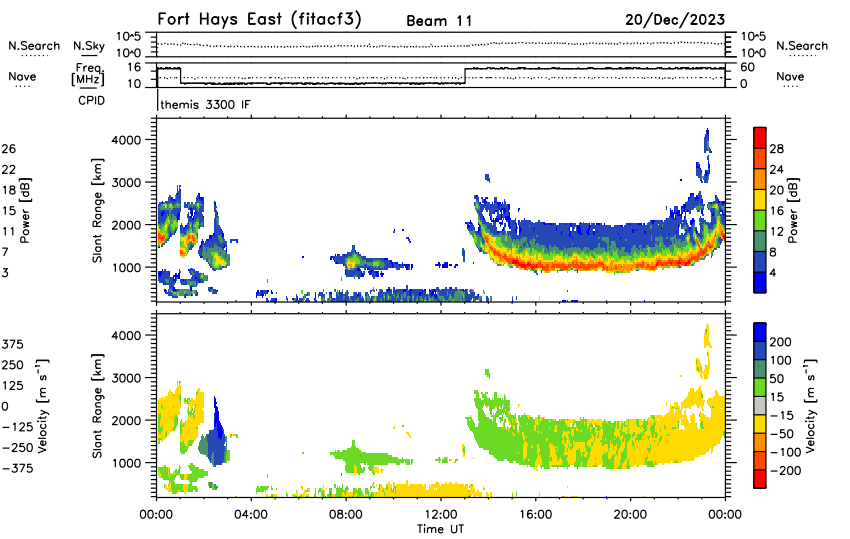 Fort Hays East (fitacf3) Beam 11 20/Dec/2023
N.Search N.Sky 10^5 10^0 10^5 10^0 N.Search
Nave Freq. [MHz] 16 10 60 0 Nave
CPID themis 3300 IF
26 22 18 15 11 7 3
Power [dB]
Slant Range [km]
4000
3000
2000
1000
28 24 20 16 12 8 4
Power [dB]
375 250 125 0 −125 −250 −375
Velocity [m s⁻¹]
Slant Range [km]
4000
3000
2000
1000
200 100 50 15 −15 −50 −100 −200
Velocity [m s⁻¹]
00:00 04:00 08:00 12:00 16:00 20:00 00:00
Time UT